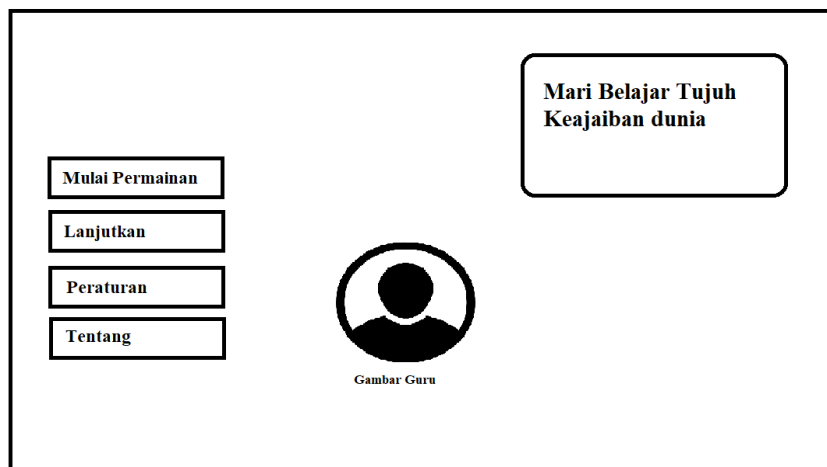 Mari Belajar Tujuh
Keajaiban dunia
Mulai Permainan
Lanjutkan
Peraturan
Tentang
Gambar Guru